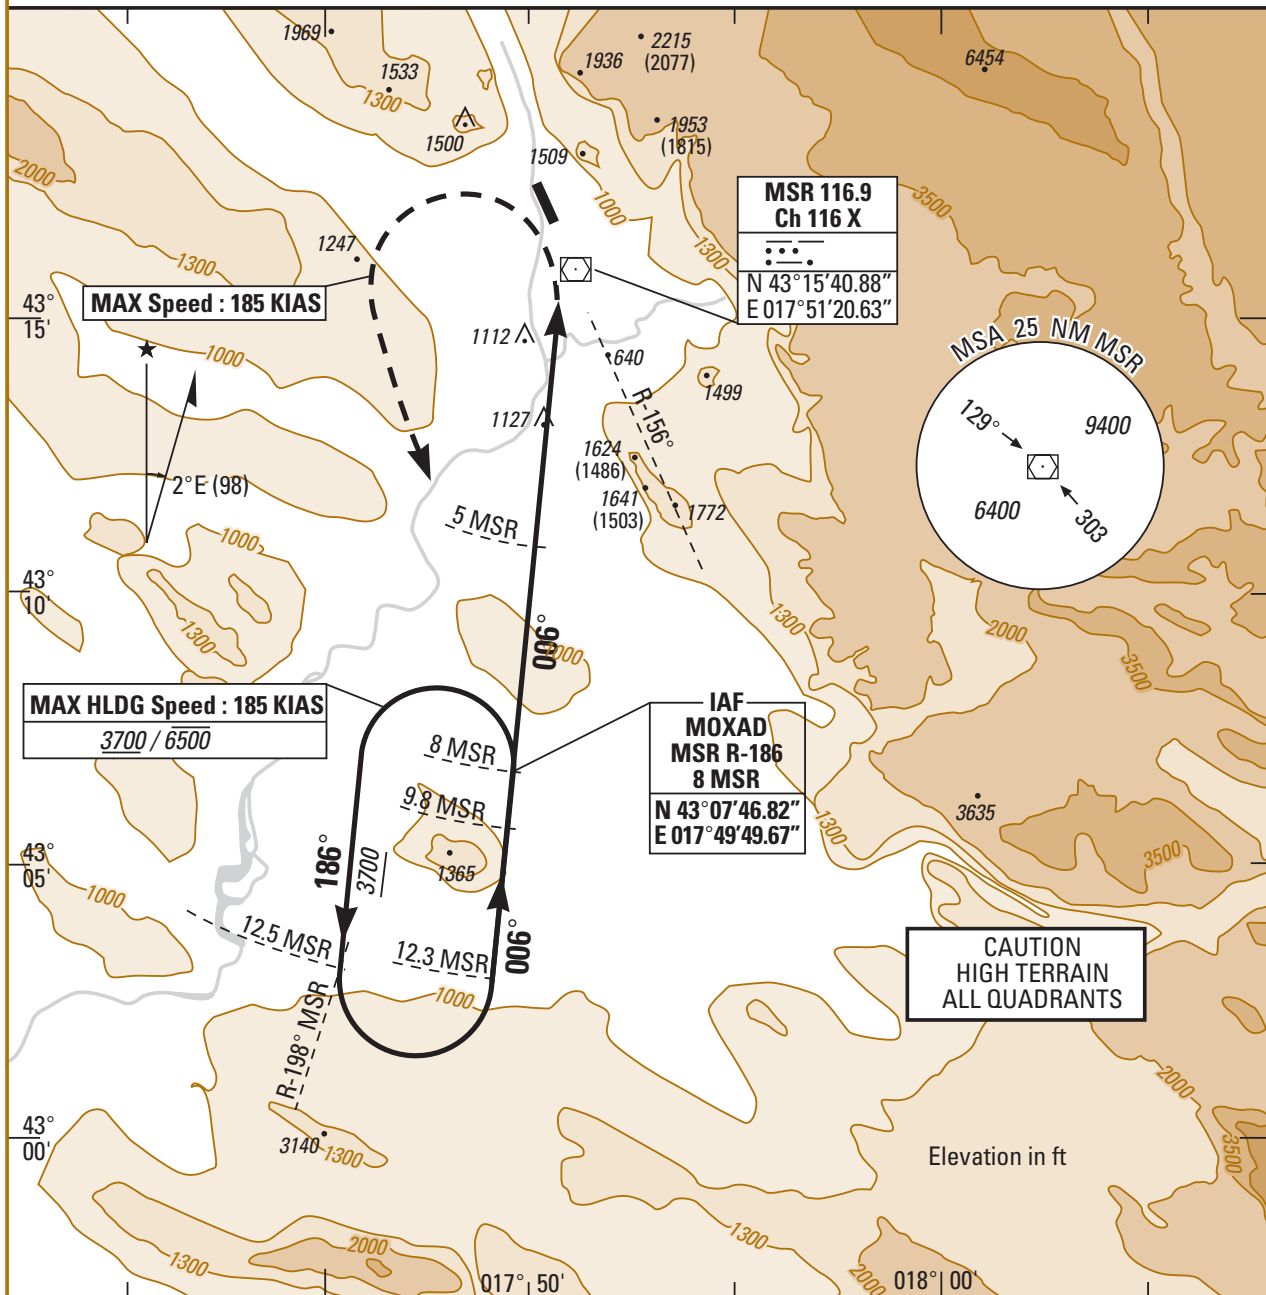 1969
2215
(2077)
1936
6454
1533
1300
1500
1953
(1815)
1509
2000
1000
3500
MSR 116.9
Ch 116 X
N 43°15'40.88"
E 017°51'20.63"
1247
1300
1300
MAX Speed : 185 KIAS
43°
15'
1112
640
1000
MSA 25 NM MSR
129°
9400
6400
303
1499
R-156°
1127
1624
(1486)
1641
(1503)
1772
2°E (98)
5 MSR
1000
43°
10'
1300
1300
2000
3500
006°
1000
MAX HLDG Speed : 185 KIAS
3700 / 6500
IAF
MOXAD
MSR R-186
8 MSR
N 43°07'46.82"
E 017°49'49.67"
8 MSR
9.8 MSR
3635
1300
3500
186°
3700
1365
43°
05'
1000
12.5 MSR
12.3 MSR
006°
CAUTION
HIGH TERRAIN
ALL QUADRANTS
1000
R-198° MSR
2000
43°
00'
3140
1300
Elevation in ft
3500
1300
2000
1300
2000
017° 50'
018° 00'